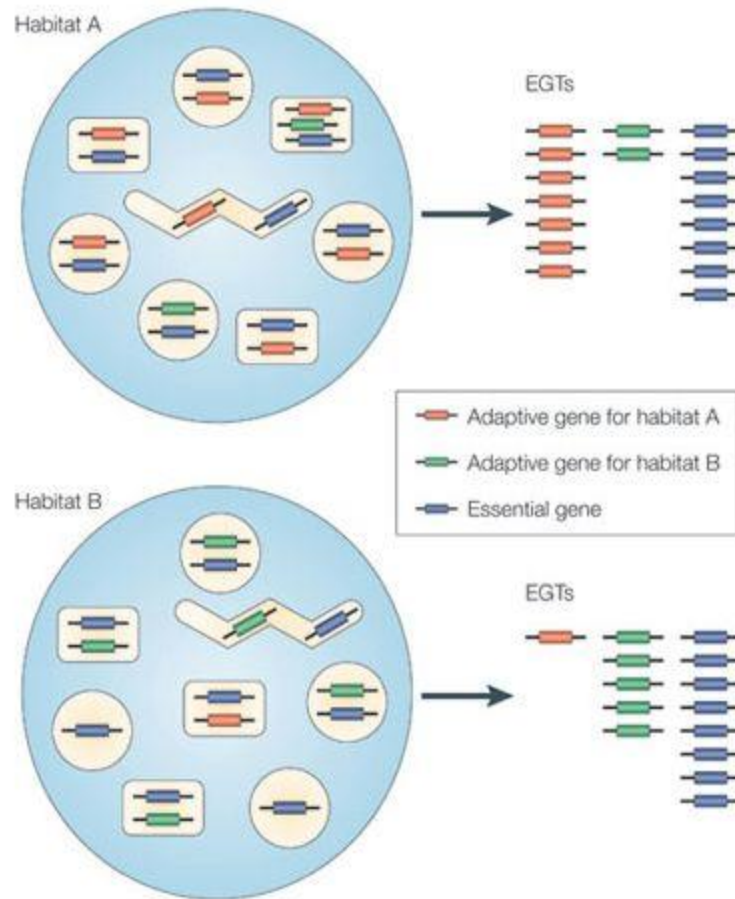 Habitat A
EGTs
Adaptive gene for habitat A
Adaptive gene for habitat B
Essential gene
Habitat B
EGTs